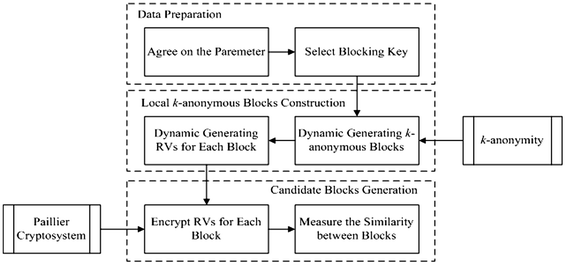 Data Preparation
Agree on the Paremeter
Select Blocking Key
Local k-anonymous Blocks Construction
Dynamic Generating
RVs for Each Block
Dynamic Generating k-
anonymous Blocks
k-anonymity
Candidate Blocks Generation
Paillier
Cryptosystem
Encrypt RVs for Each
Block
Measure the Similarity
between Blocks